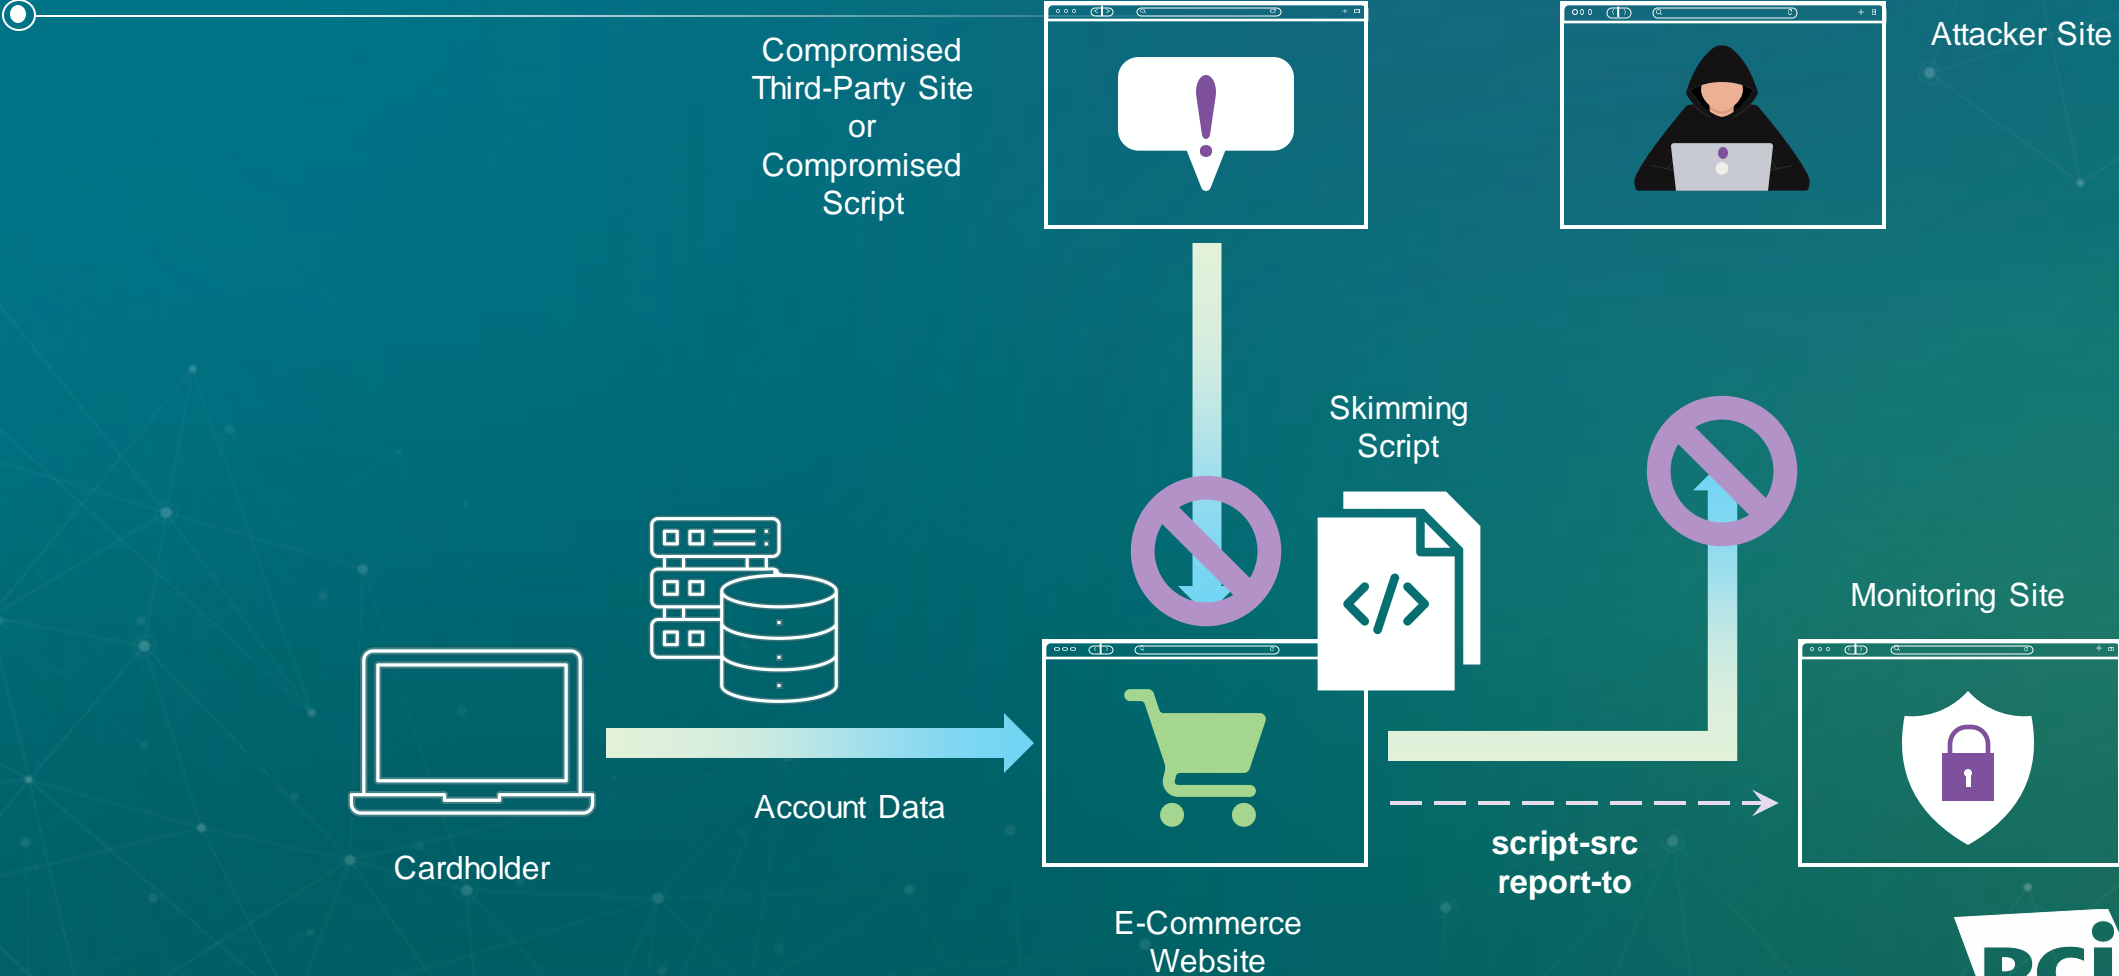 Compromised
Third-Party Site
or
Compromised
Script
Attacker Site
Skimming
Script
Monitoring Site
Account Data
Cardholder
script-src
report-to
E-Commerce
Website
PCi